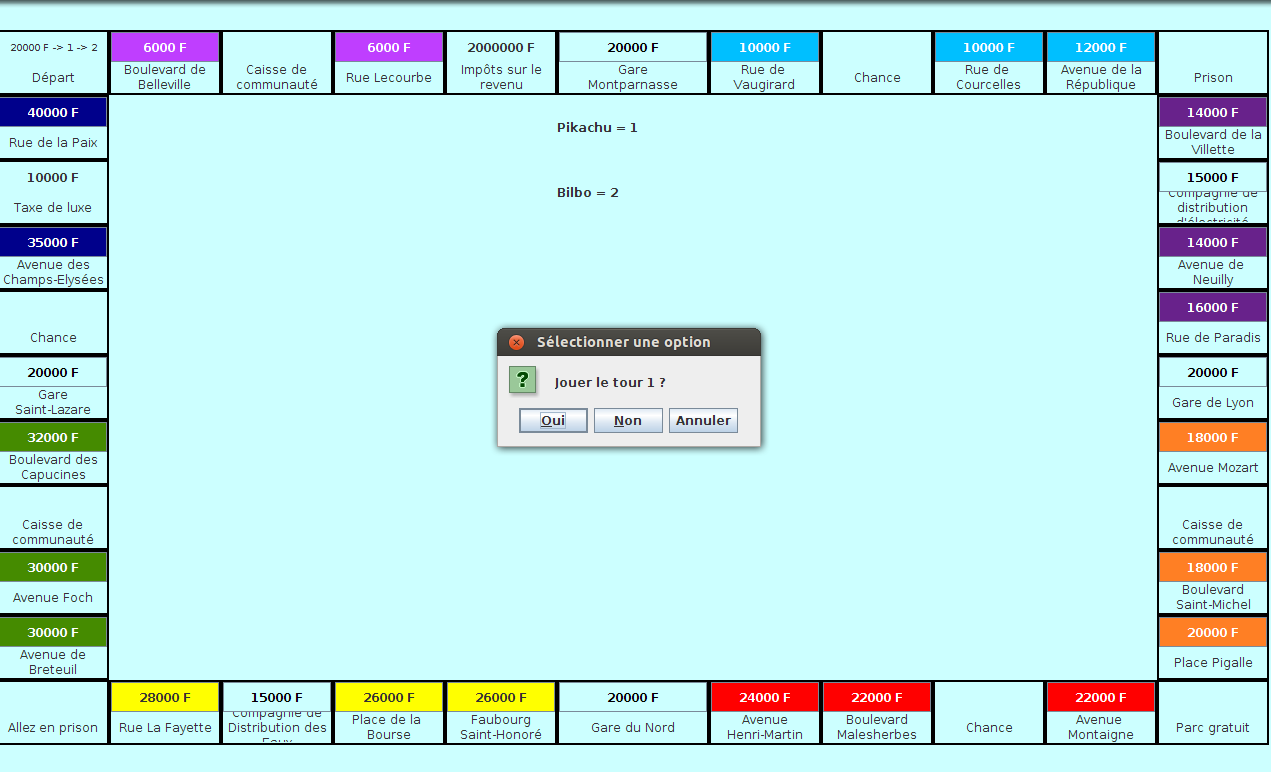 20000 F -> 1 -> 2
Départ
6000 F
Boulevard de
Belleville
Caisse de
communauté
6000 F
Rue Lecourbe
2000000 F
Impôts sur le
revenu
20000 F
Gare
Montparnasse
10000 F
Rue de
Vaugirard
Chance
10000 F
Rue de
Courcelles
12000 F
Avenue de la
République
Prison
40000 F
Rue de la Paix
Pikachu = 1
14000 F
Boulevard de la
Villette
10000 F
Taxe de luxe
Bilbo = 2
15000 F
Compagnie de
distribution
d'électricité
35000 F
Avenue des
Champs-Elysées
14000 F
Avenue de
Neuilly
Chance
16000 F
Rue de Paradis
Sélectionner une option
?
Jouer le tour 1 ?
Oui
Non
Annuler
20000 F
Gare
Saint-Lazare
20000 F
Gare de Lyon
32000 F
Boulevard des
Capucines
18000 F
Avenue Mozart
Caisse de
communauté
Caisse de
communauté
30000 F
Avenue Foch
18000 F
Boulevard
Saint-Michel
30000 F
Avenue de
Breteuil
20000 F
Place Pigalle
Allez en prison
28000 F
Rue La Fayette
15000 F
Compagnie de
Distribution des
Eaux
26000 F
Place de la
Bourse
26000 F
Faubourg
Saint-Honoré
20000 F
Gare du Nord
24000 F
Avenue
Henri-Martin
22000 F
Boulevard
Malesherbes
Chance
22000 F
Avenue
Montaigne
Parc gratuit